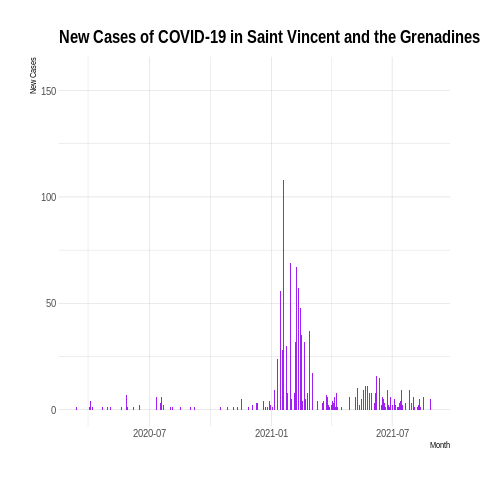 New Cases of COVID-19 in Saint Vincent and the Grenadines
New Cases
150
100
50
0
2020-07 2021-01 2021-07
Month